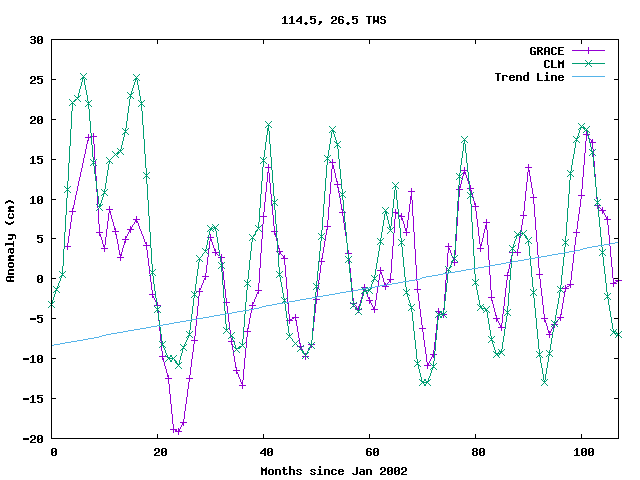 114.5, 26.5 TWS
GRACE
CLM
Trend Line
30
25
20
15
10
5
0
-5
-10
-15
-20
Anomaly (cm)
0 20 40 60 80 100
Months since Jan 2002